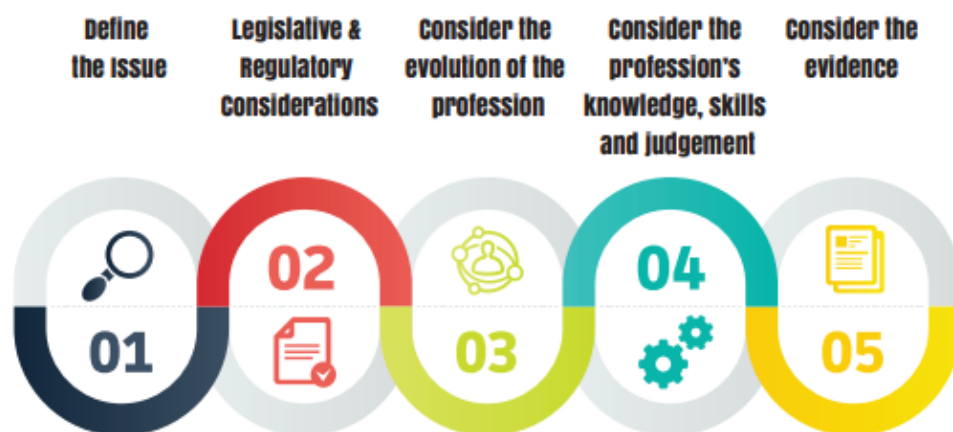 Define
the Issue
Legislative &
Regulatory
Considerations
Consider the
evolution of the
profession
Consider the
profession's
knowledge, skills
and judgement
Consider the
evidence
01
02
03
04
05